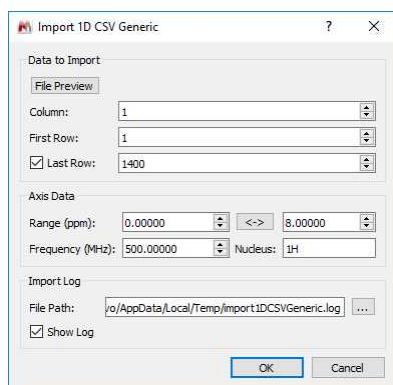 Import 1D CSV Generic ?
Data to Import
File Preview
Column: 1
First Row: 1
Last Row: 1400
Axis Data
Range (ppm): 0.00000 <-> 8.00000
Frequency (MHz): 500.00000 Nucleus: 1H
Import Log
File Path: vo/AppData/Local/Temp/import1DCSVGeneric.log ...
Show Log
OK Cancel